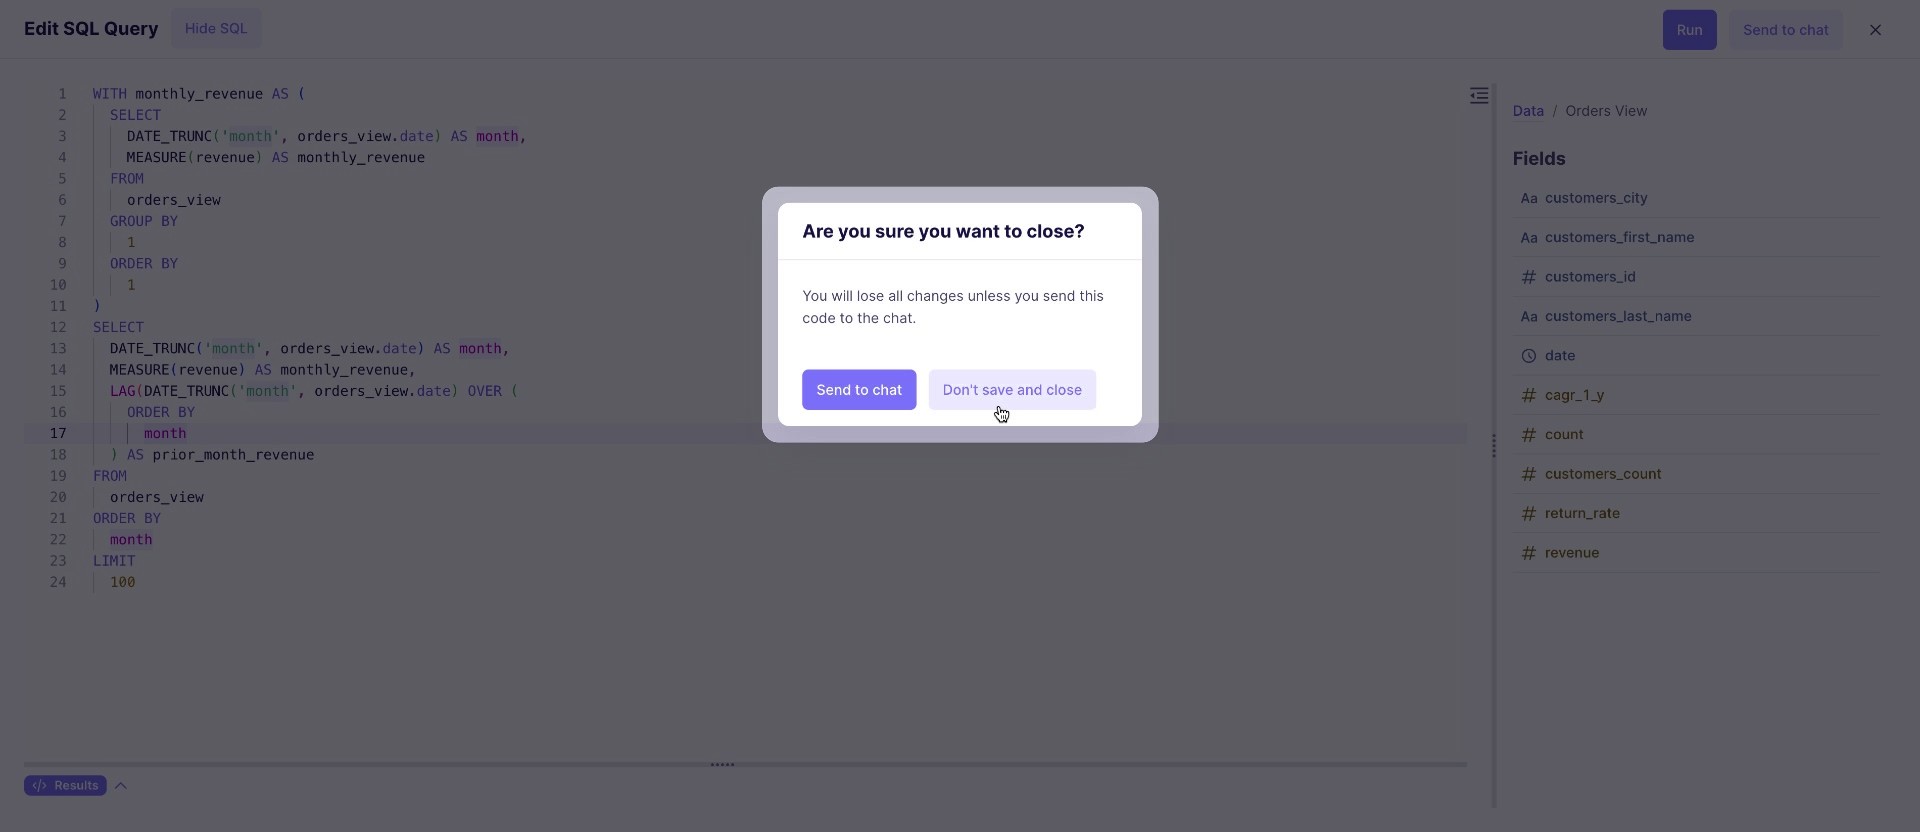 Edit SQL Query
Hide SQL
Run
Send to chat
1 WITH monthly_revenue AS (
2 SELECT
3 DATE_TRUNC('month', orders_view.date) AS month,
4 MEASURE(revenue) AS monthly_revenue
5 FROM
6 orders_view
7 GROUP BY
8 1
9 ORDER BY
10 1
11 )
12 SELECT
13 DATE_TRUNC('month', orders_view.date) AS month,
14 MEASURE(revenue) AS monthly_revenue,
15 LAG(DATE_TRUNC('month', orders_view.date) OVER (
16 ORDER BY
17 month
18 ) AS prior_month_revenue
19 FROM
20 orders_view
21 ORDER BY
22 month
23 LIMIT
24 100
Are you sure you want to close?
You will lose all changes unless you send this
code to the chat.
Send to chat
Don't save and close
Data / Orders View
Fields
Aa customers_city
Aa customers_first_name
# customers_id
Aa customers_last_name
date
# cagr_1_y
# count
# customers_count
# return_rate
# revenue
</> Results